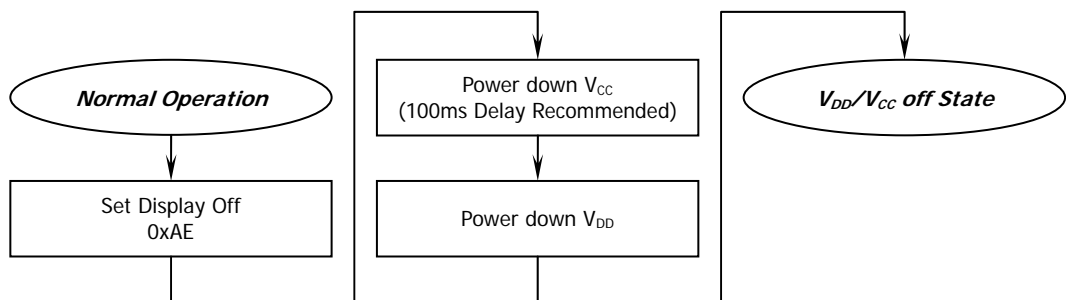 Normal Operation
Set Display Off
0xAE
Power down VCC
(100ms Delay Recommended)
Power down VDD
VDD/VCC off State